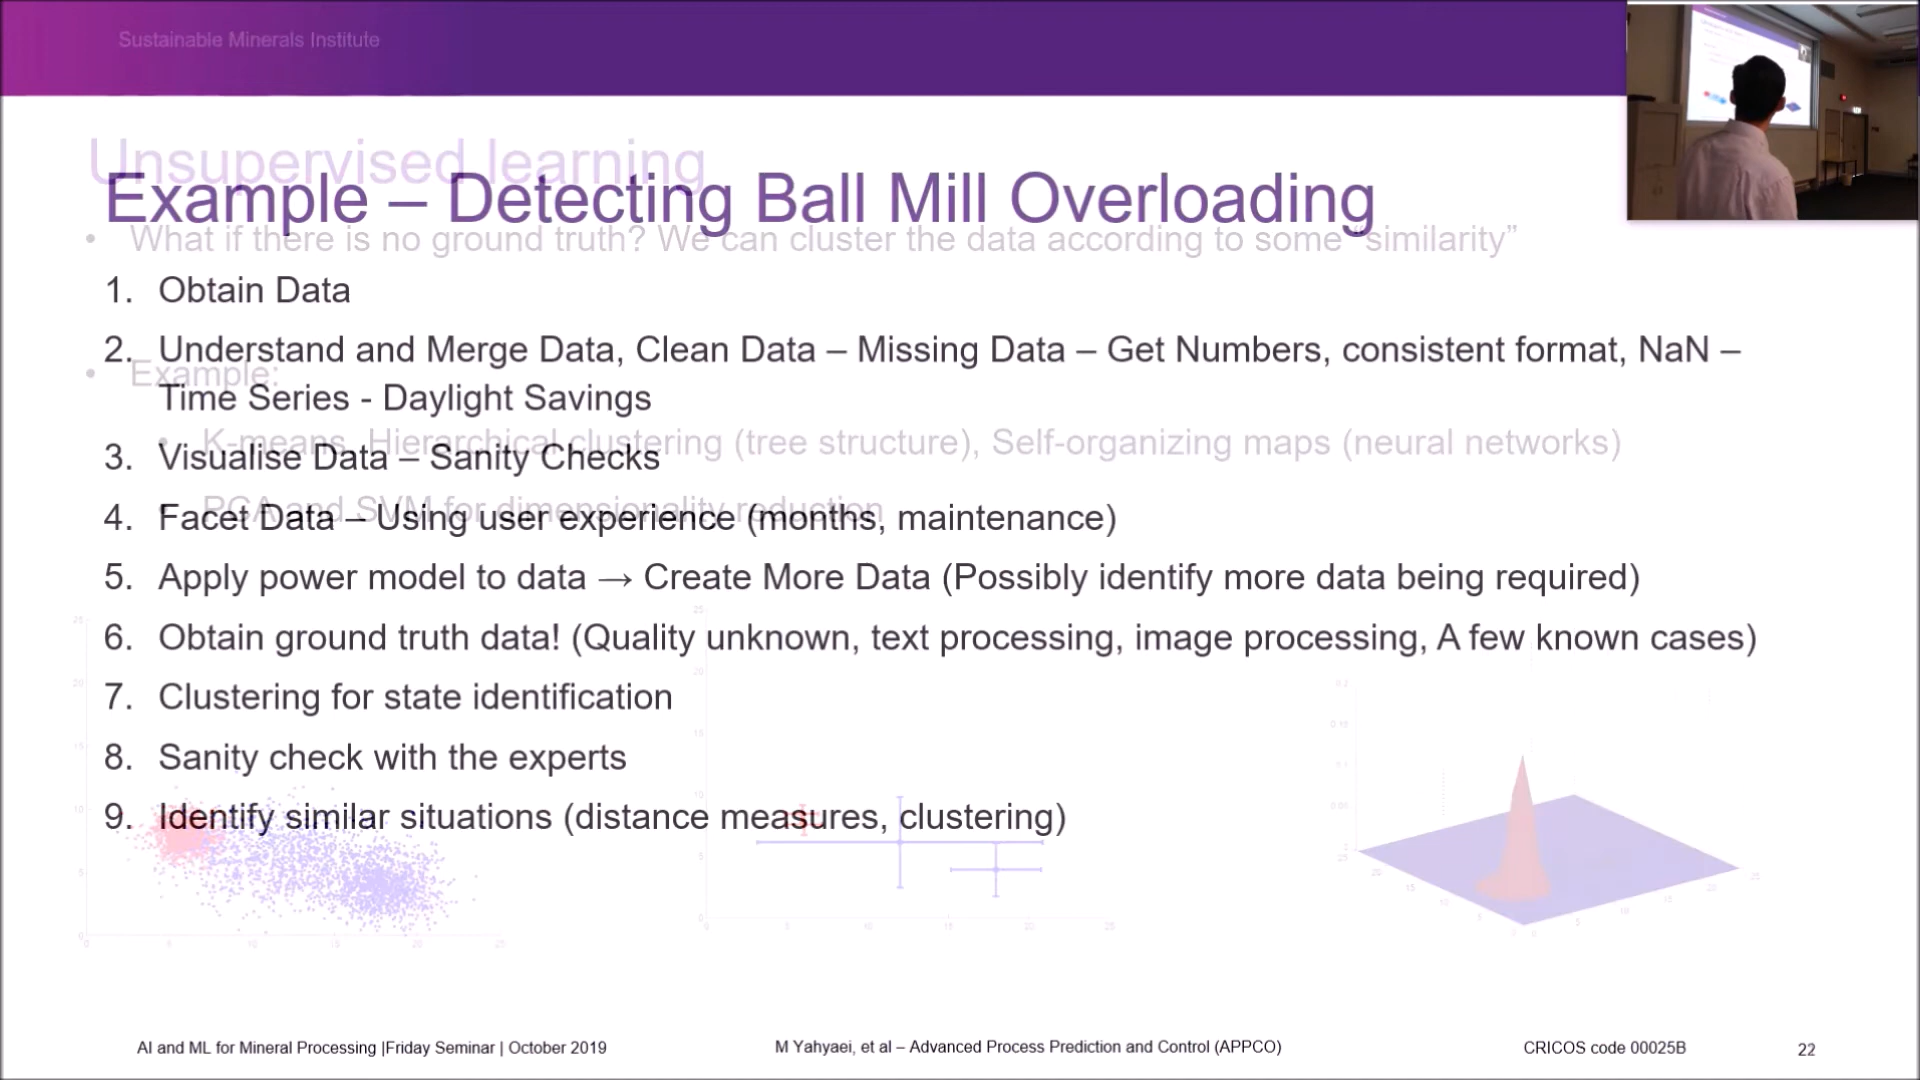 Sustainable Minerals Institute
Unsupervised learning
Example – Detecting Ball Mill Overloading
• What if there is no ground truth? We can cluster the data according to some “similarity”
1. Obtain Data
2. Understand and Merge Data, Clean Data – Missing Data – Get Numbers, consistent format, NaN –
Time Series - Daylight Savings
• Example:
• K-means, Hierarchical clustering (tree structure), Self-organizing maps (neural networks)
3. Visualise Data – Sanity Checks
• PCA and SVM for dimensionality reduction
4. Facet Data – Using user experience (months, maintenance)
5. Apply power model to data → Create More Data (Possibly identify more data being required)
6. Obtain ground truth data! (Quality unknown, text processing, image processing, A few known cases)
7. Clustering for state identification
8. Sanity check with the experts
9. Identify similar situations (distance measures, clustering)
AI and ML for Mineral Processing |Friday Seminar | October 2019
M Yahyaei, et al – Advanced Process Prediction and Control (APPCO)
CRICOS code 00025B
22